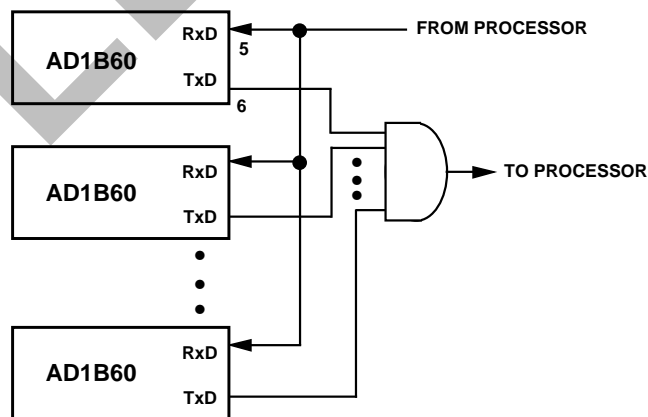 RxD
FROM PROCESSOR
5
AD1B60
TxD
6
RxD
TO PROCESSOR
AD1B60
TxD
RxD
AD1B60
TxD